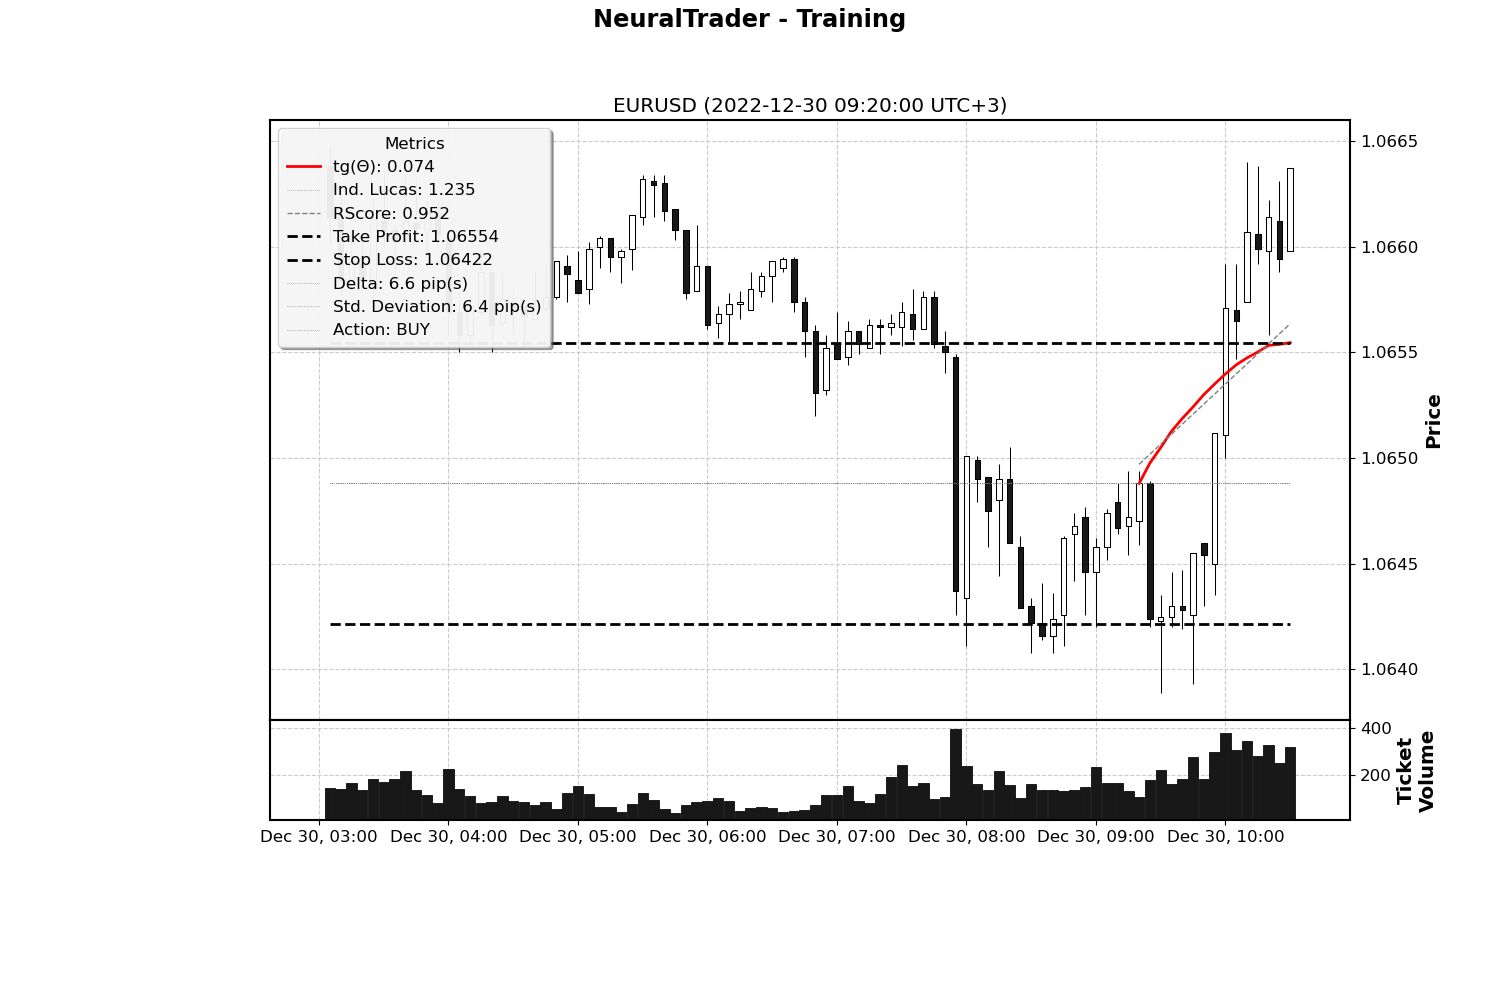 NeuralTrader - Training
EURUSD (2022-12-30 09:20:00 UTC+3)
Metrics
tg(Θ): 0.074
Ind. Lucas: 1.235
RScore: 0.952
Take Profit: 1.06554
Stop Loss: 1.06422
Delta: 6.6 pip(s)
Std. Deviation: 6.4 pip(s)
Action: BUY
1.0665
1.0660
1.0655
1.0650
1.0645
1.0640
Price
400
200
Ticket
Volume
Dec 30, 03:00
Dec 30, 04:00
Dec 30, 05:00
Dec 30, 06:00
Dec 30, 07:00
Dec 30, 08:00
Dec 30, 09:00
Dec 30, 10:00